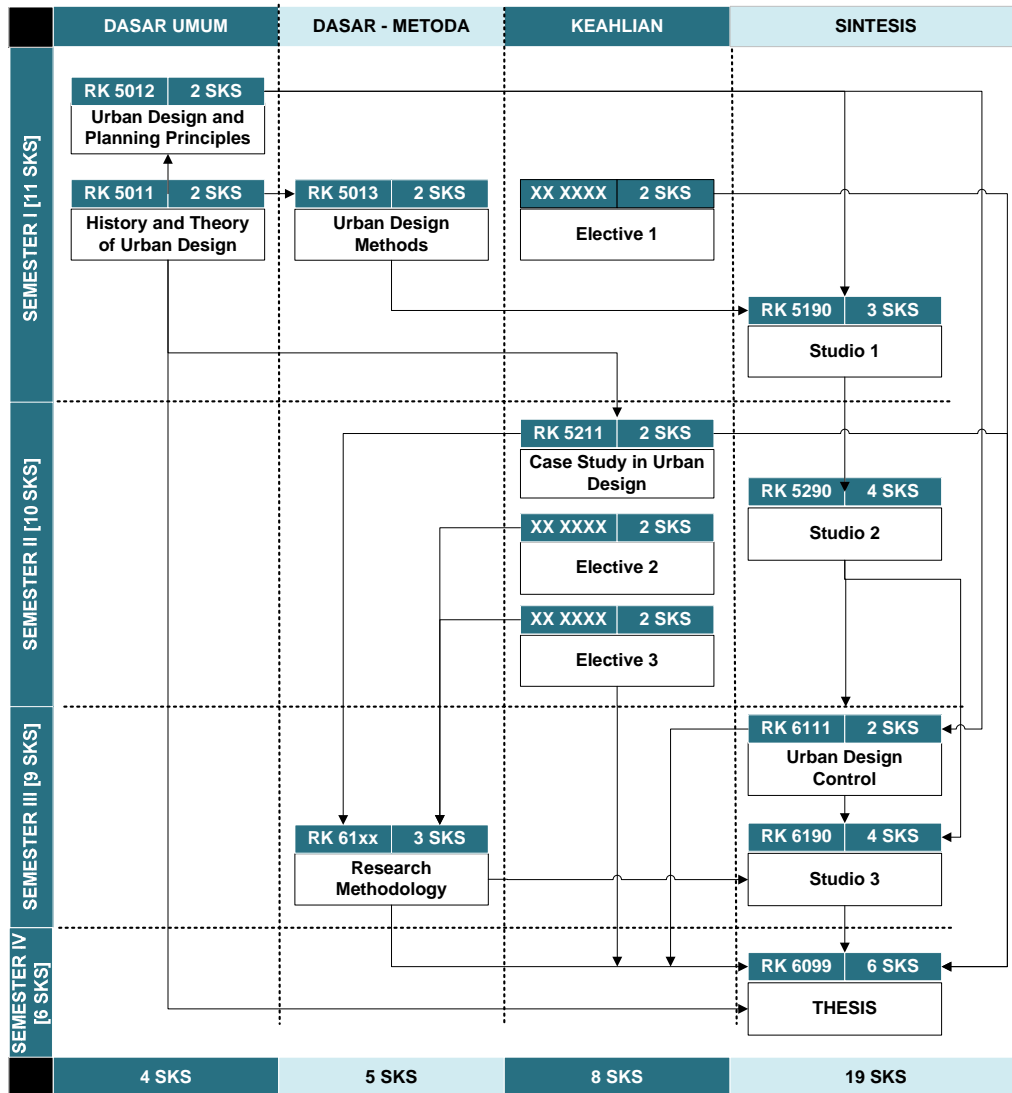 DASAR UMUM
DASAR - METODA
KEAHLIAN
SINTESIS
SEMESTER I [11 SKS]
RK 5012
2 SKS
Urban Design and
Planning Principles
RK 5011
2 SKS
History and Theory
of Urban Design
RK 5013
2 SKS
Urban Design
Methods
XX XXXX
2 SKS
Elective 1
RK 5190
3 SKS
Studio 1
SEMESTER II [10 SKS]
RK 5211
2 SKS
Case Study in Urban
Design
XX XXXX
2 SKS
Elective 2
XX XXXX
2 SKS
Elective 3
RK 5290
4 SKS
Studio 2
SEMESTER III [9 SKS]
RK 6111
2 SKS
Urban Design
Control
RK 61xx
3 SKS
Research
Methodology
RK 6190
4 SKS
Studio 3
SEMESTER IV
[6 SKS]
RK 6099
6 SKS
THESIS
4 SKS
5 SKS
8 SKS
19 SKS